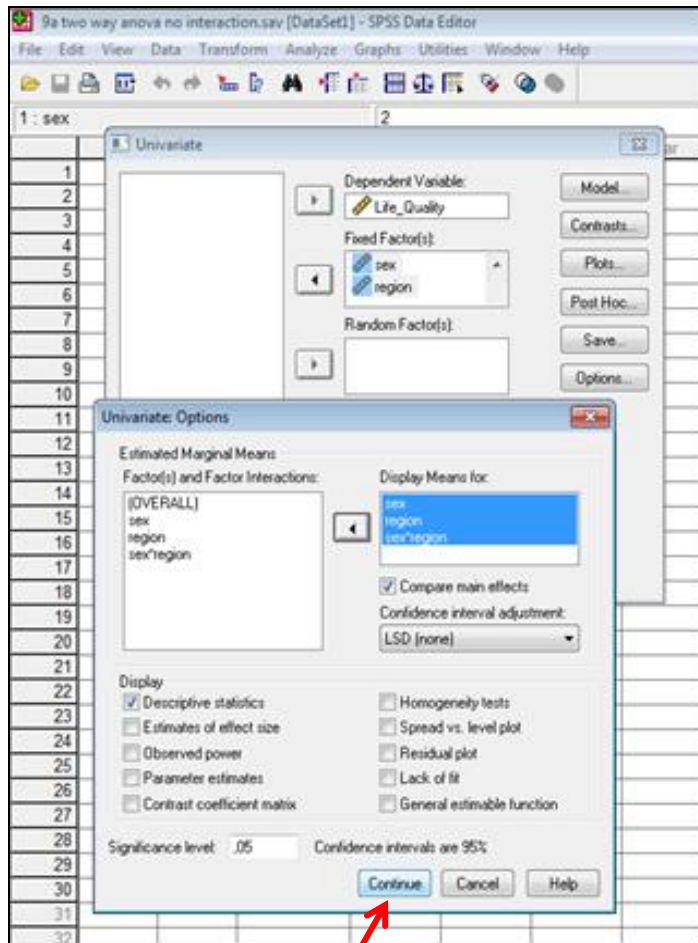 9a two way anova no interaction.sav [DataSet1] - SPSS Data Editor
File Edit View Data Transform Analyze Graphs Utilities Window Help
1 : sex 2
Univariate
Dependent Variable:
Life_Quality
Fixed Factor(s):
sex
region
Random Factor(s):
Model...
Contrasts...
Plots...
Post Hoc...
Save...
Options...
1
2
3
4
5
6
7
8
9
10
11
12
13
14
15
16
17
18
19
20
21
22
23
24
25
26
27
28
29
30
31
32
Univariate: Options
Estimated Marginal Means
Factor(s) and Factor Interactions:
(OVERALL)
sex
region
sex*region
Display Means for:
sex
region
sex*region
Compare main effects
Confidence interval adjustment:
LSD (none)
Display
Descriptive statistics
Estimates of effect size
Observed power
Parameter estimates
Contrast coefficient matrix
Homogeneity tests
Spread vs. level plot
Residual plot
Lack of fit
General estimable function
Significance level: .05 Confidence intervals are 95%
Continue Cancel Help